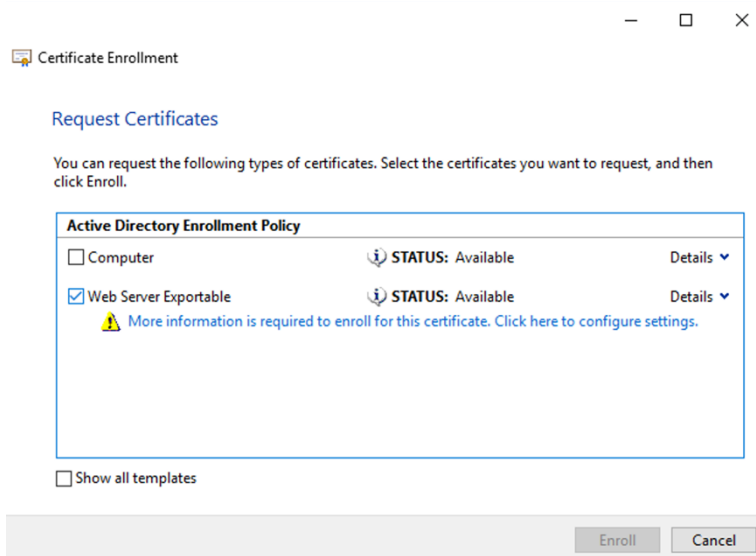 Certificate Enrollment
Request Certificates
You can request the following types of certificates. Select the certificates you want to request, and then
click Enroll.
Active Directory Enrollment Policy
Computer STATUS: Available Details
Web Server Exportable STATUS: Available Details
More information is required to enroll for this certificate. Click here to configure settings.
Show all templates
Enroll Cancel